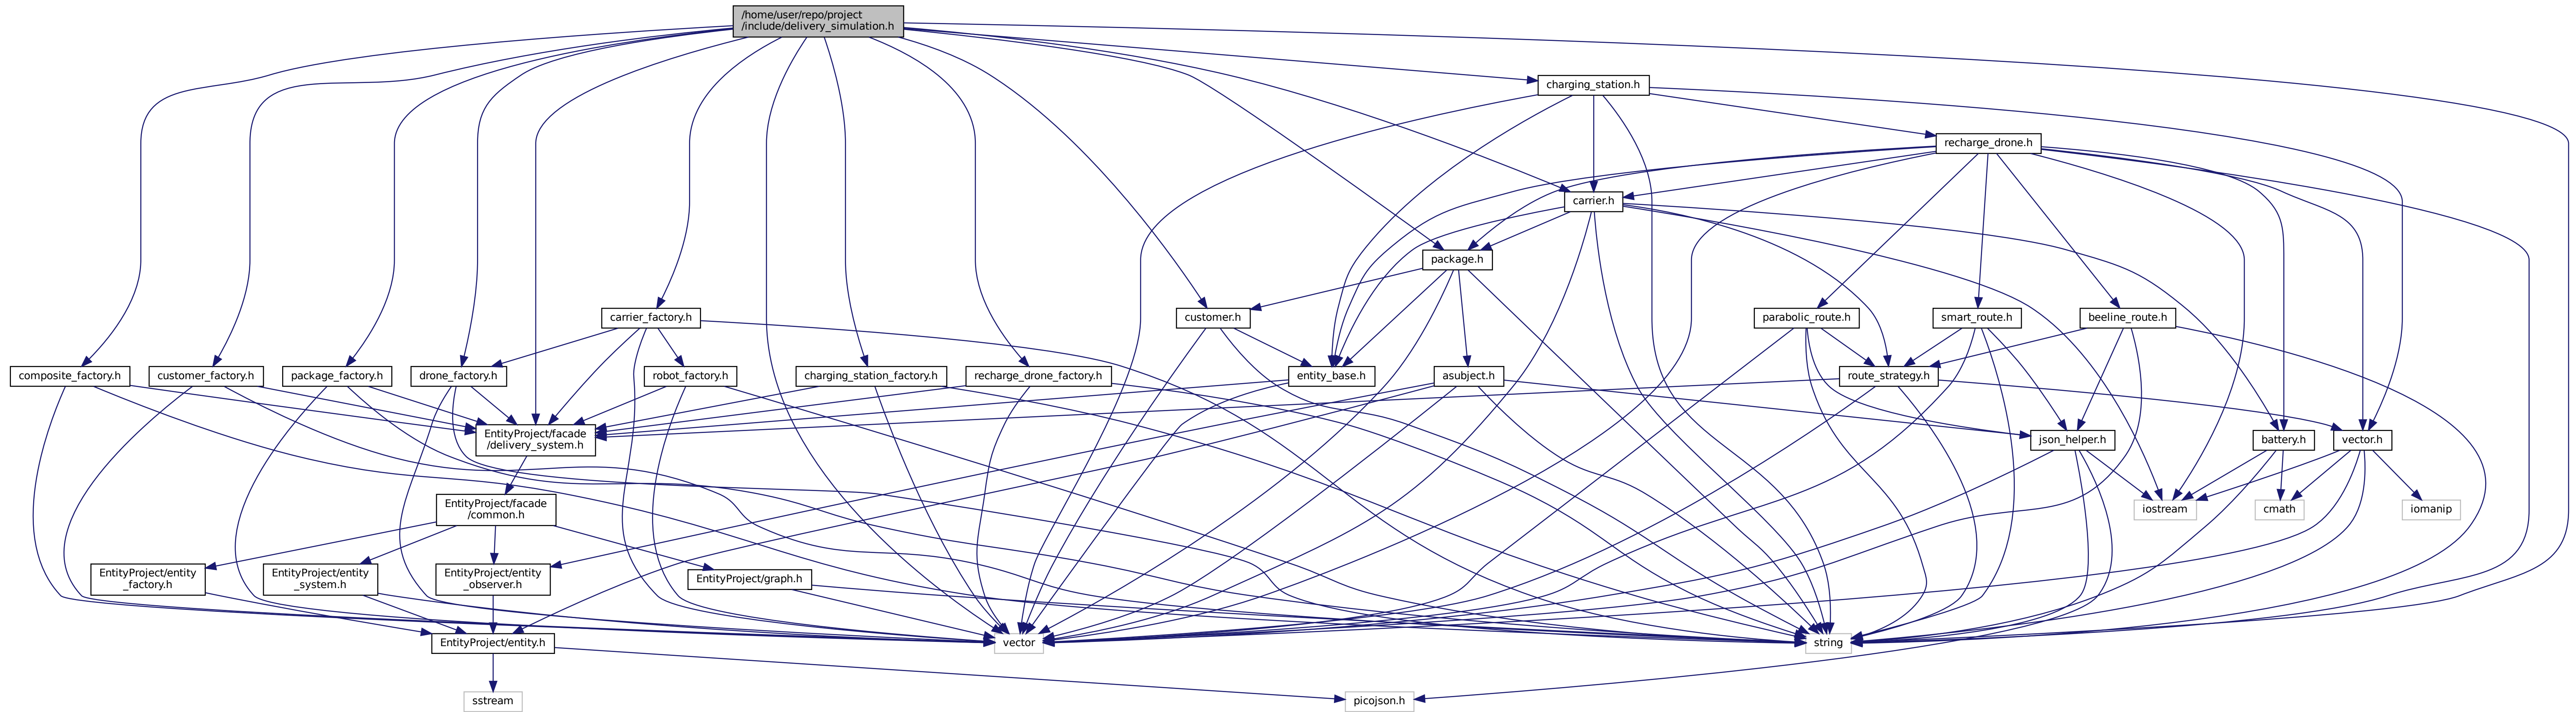 /home/user/repo/project
/include/delivery_simulation.h
charging_station.h
recharge_drone.h
carrier.h
package.h
carrier_factory.h
customer.h
parabolic_route.h
smart_route.h
beeline_route.h
composite_factory.h
customer_factory.h
package_factory.h
drone_factory.h
robot_factory.h
charging_station_factory.h
recharge_drone_factory.h
entity_base.h
asubject.h
route_strategy.h
EntityProject/facade
/delivery_system.h
json_helper.h
battery.h
vector.h
EntityProject/facade
/common.h
iostream
cmath
iomanip
EntityProject/entity
_factory.h
EntityProject/entity
_system.h
EntityProject/entity
_observer.h
EntityProject/graph.h
EntityProject/entity.h
vector
string
sstream
picojson.h